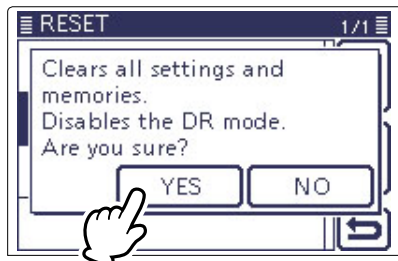 RESET 1/1
Clears all settings and
memories.
Disables the DR mode.
Are you sure?
YES NO